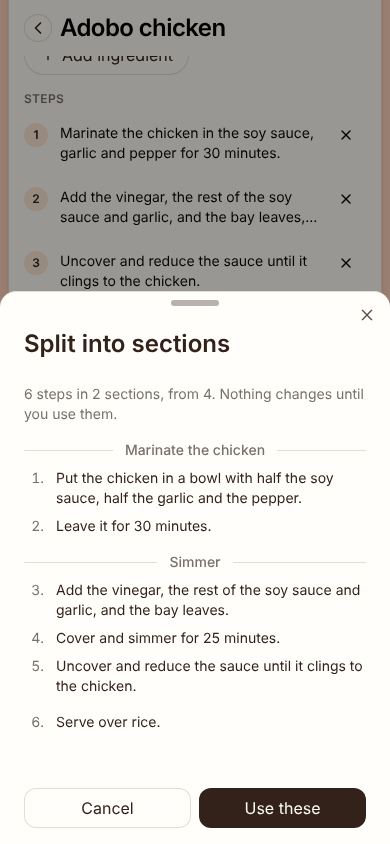 Adobo chicken
+ Add ingredient
STEPS
1 Marinate the chicken in the soy sauce,
garlic and pepper for 30 minutes.
2 Add the vinegar, the rest of the soy
sauce and garlic, and the bay leaves,...
3 Uncover and reduce the sauce until it
clings to the chicken.
Split into sections
6 steps in 2 sections, from 4. Nothing changes until
you use them.
Marinate the chicken
1. Put the chicken in a bowl with half the soy
sauce, half the garlic and the pepper.
2. Leave it for 30 minutes.
Simmer
3. Add the vinegar, the rest of the soy sauce and
garlic, and the bay leaves.
4. Cover and simmer for 25 minutes.
5. Uncover and reduce the sauce until it clings to
the chicken.
6. Serve over rice.
Cancel
Use these